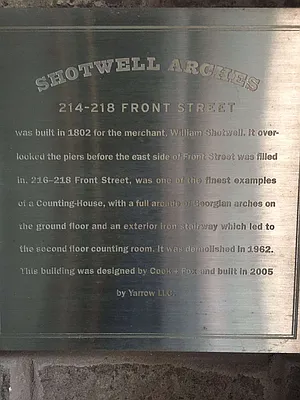 SHOTWELL ARCHES
214-218 FRONT STREET
was built in 1802 for the merchant, William Shotwell. It over-
looked the piers before the east side of Front Street was filled
in. 216-218 Front Street, was one of the finest examples
of a Counting-House, with a full arcade of Georgian arches on
the ground floor and an exterior iron stairway which led to
the second floor counting room. It was demolished in 1962.
This building was designed by Cook + Fox and built in 2005
by Yarrow LLC.